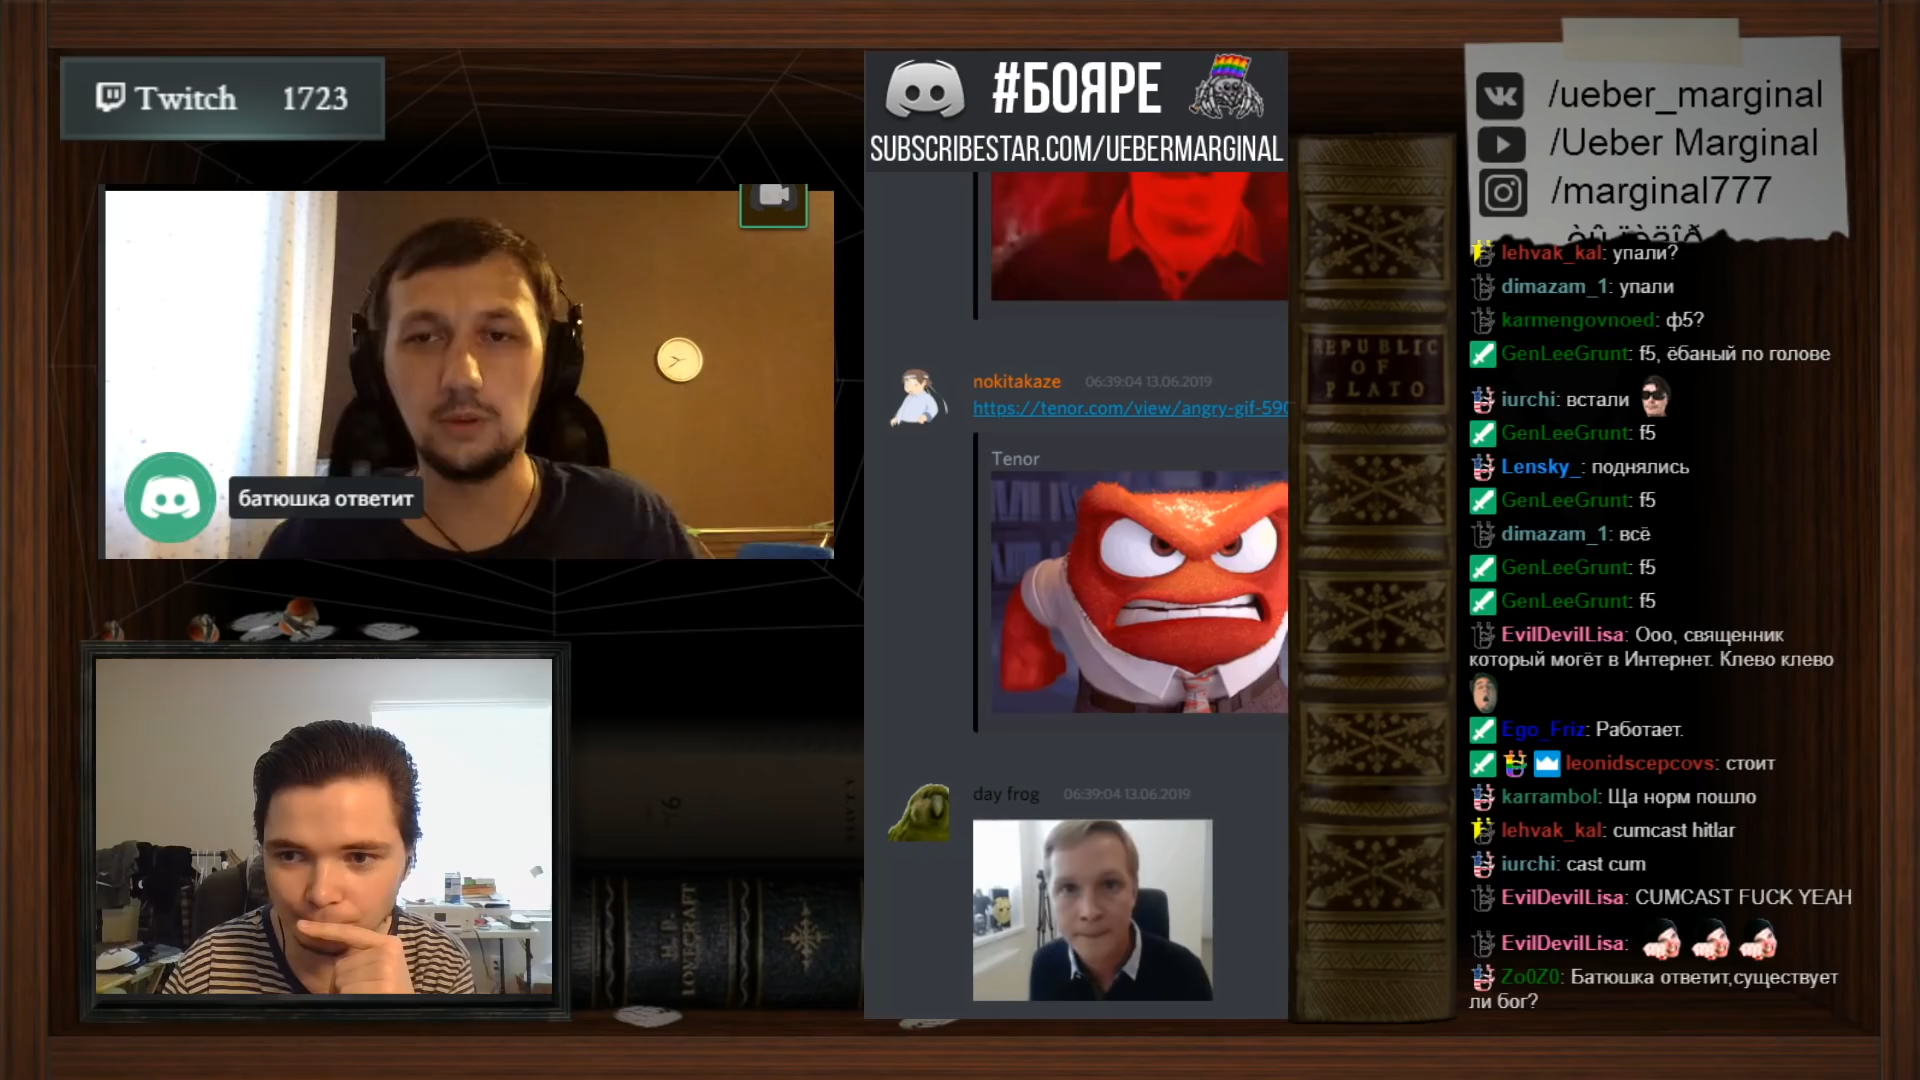 Twitch 1723
батюшка ответит
#БОЯРЕ
SUBSCRIBESTAR.COM/UEBERMARGINAL
nokitakaze 06:39:04 13.06.2019
https://tenor.com/view/angry-gif-590
Tenor
day frog 06:39:04 13.06.2019
REPUBLIC
OF
PLATO
H. P.
LOVECRAFT
/ueber_marginal
/Ueber Marginal
/marginal777
lehvak_kal: упали?
dimazam_1: упали
karmengovnoed: ф5?
GenLeeGrunt: f5, ёбаный по голове
iurchi: встали
GenLeeGrunt: f5
Lensky_: поднялись
GenLeeGrunt: f5
dimazam_1: всё
GenLeeGrunt: f5
GenLeeGrunt: f5
EvilDevilLisa: Ооо, священник
который могёт в Интернет. Клево клево
Ego_Friz: Работает.
leonidscepcovs: стоит
karrambol: Ща норм пошло
lehvak_kal: cumcast hitlar
iurchi: cast cum
EvilDevilLisa: CUMCAST FUCK YEAH
EvilDevilLisa:
Zo0Z0: Батюшка ответит,существует
ли бог?